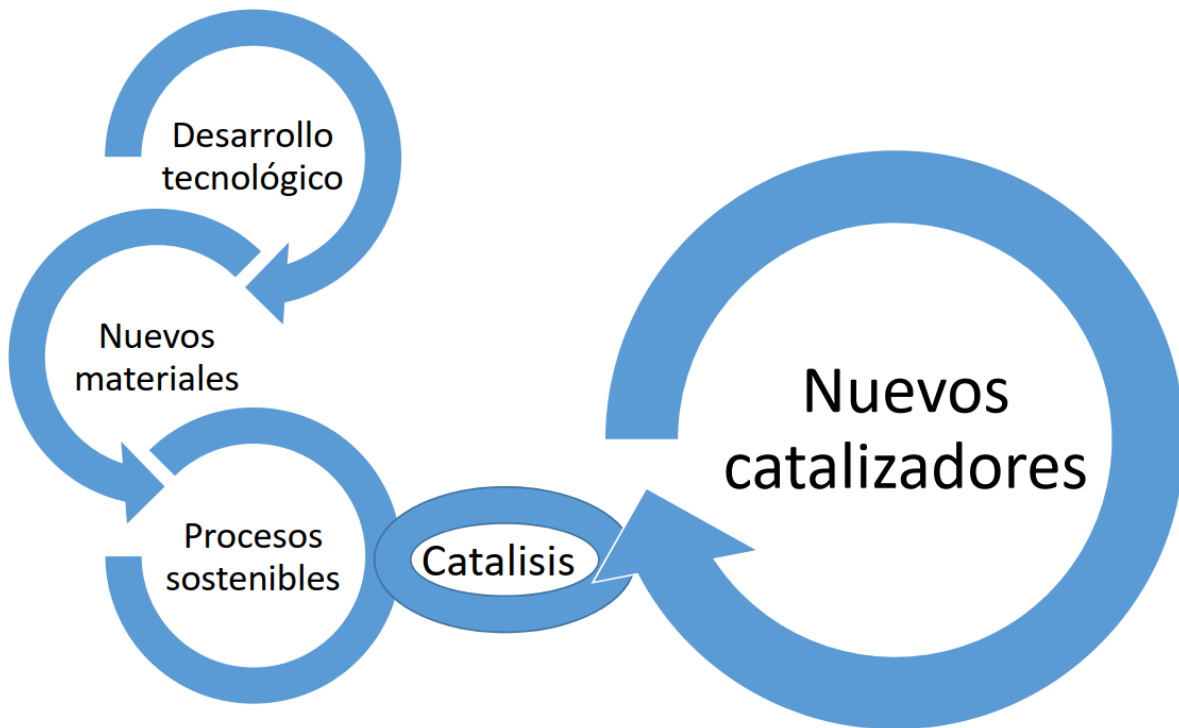 Desarrollo
tecnológico
Nuevos
materiales
Procesos
sostenibles
Catalisis
Nuevos
catalizadores